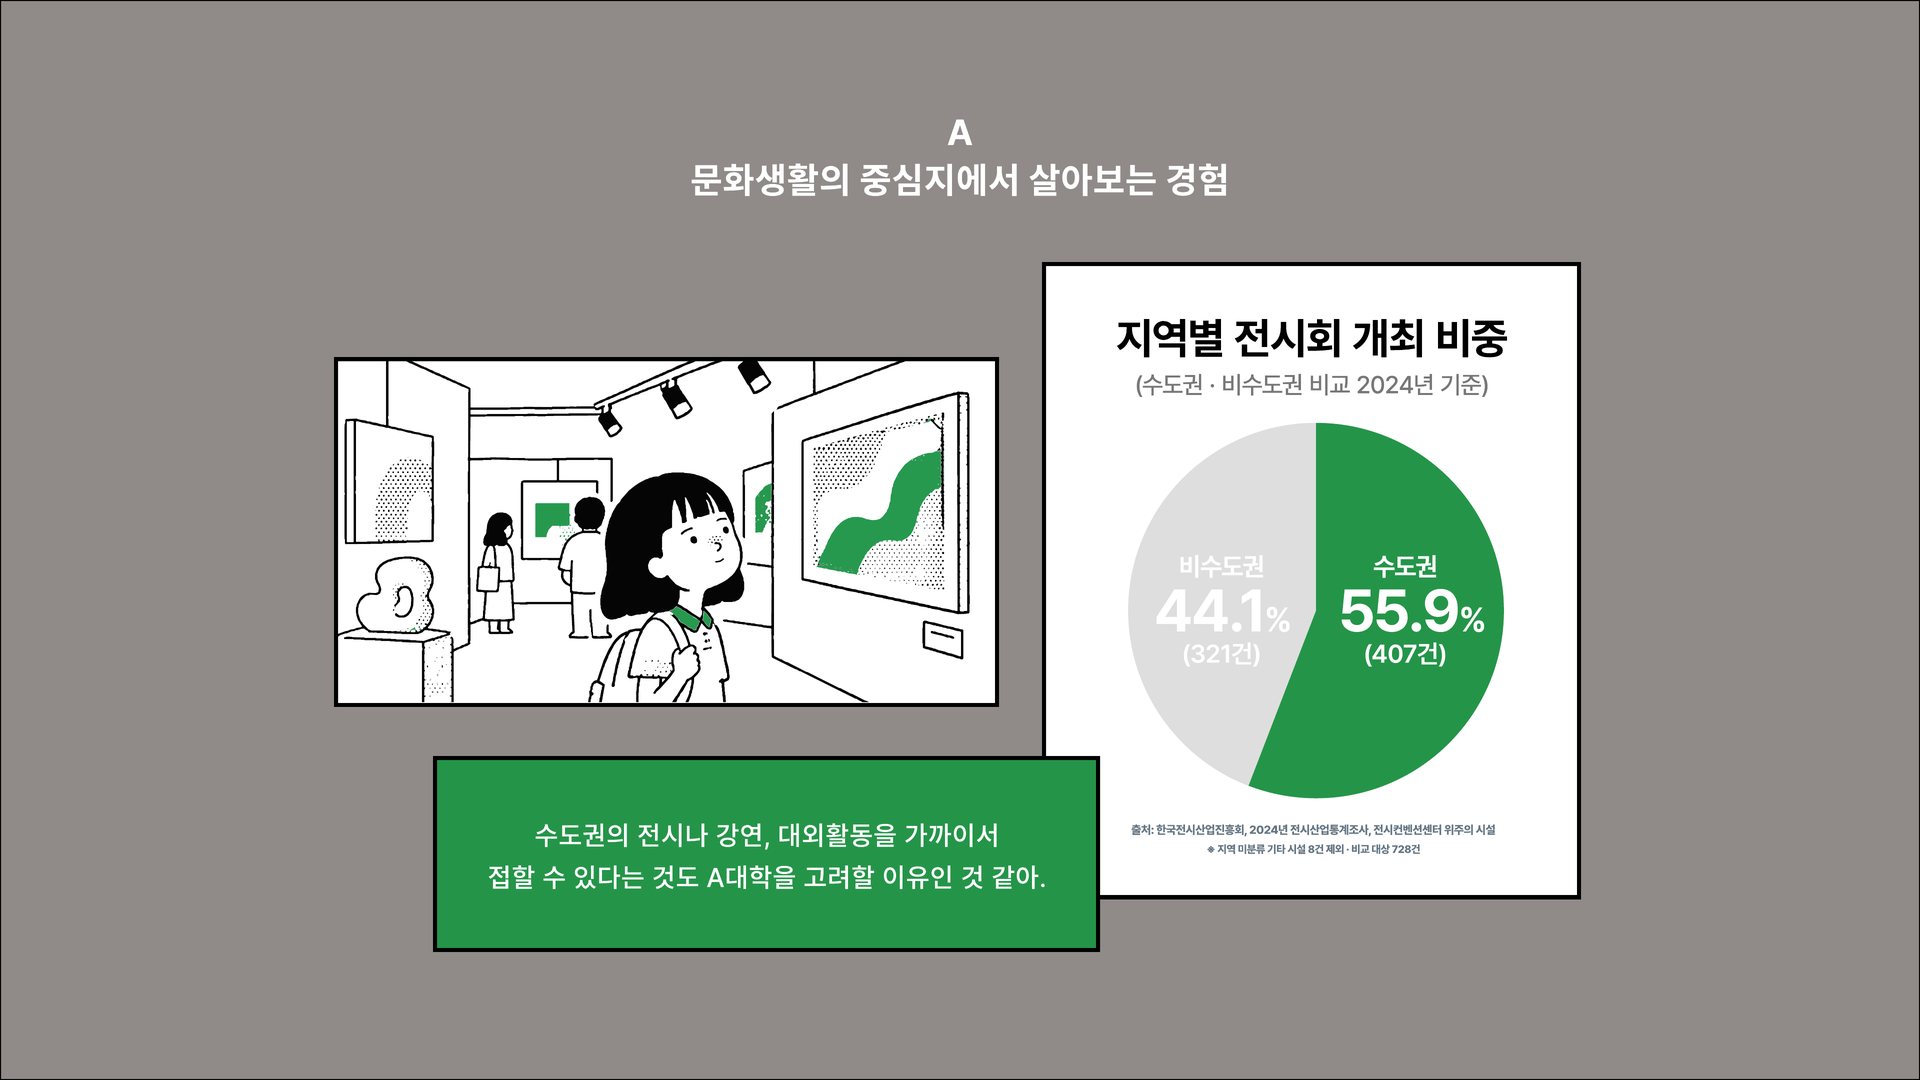 A
문화생활의 중심지에서 살아보는 경험
지역별 전시회 개최 비중
(수도권 · 비수도권 비교 2024년 기준)
비수도권
44.1%
(321건)
수도권
55.9%
(407건)
출처: 한국전시산업진흥회, 2024년 전시산업통계조사, 전시컨벤션센터 위주의 시설
※ 지역 미분류 기타 시설 8건 제외 · 비교 대상 728건
수도권의 전시나 강연, 대외활동을 가까이서
접할 수 있다는 것도 A대학을 고려할 이유인 것 같아.